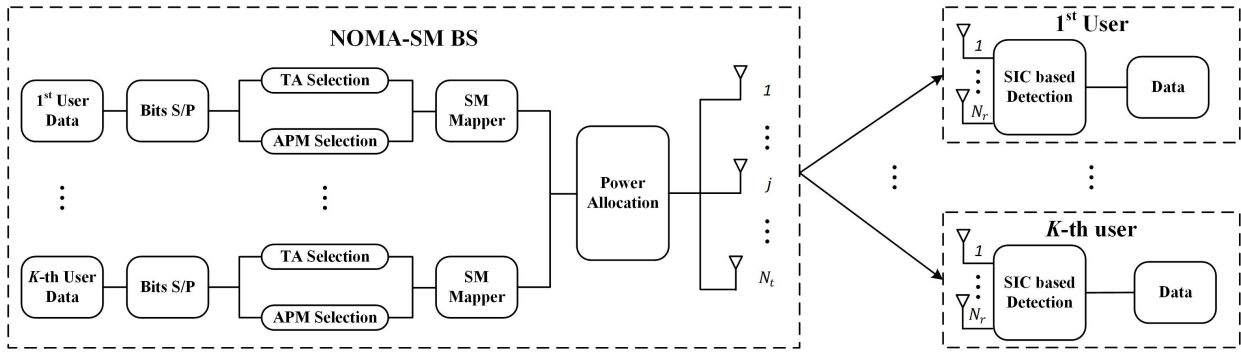 NOMA-SM BS
1st User
Data
Bits S/P
TA Selection
APM Selection
SM
Mapper
K-th User
Data
Bits S/P
TA Selection
APM Selection
SM
Mapper
Power
Allocation
1
j
Nt
1st User
1
Nr
SIC based
Detection
Data
K-th user
1
Nr
SIC based
Detection
Data